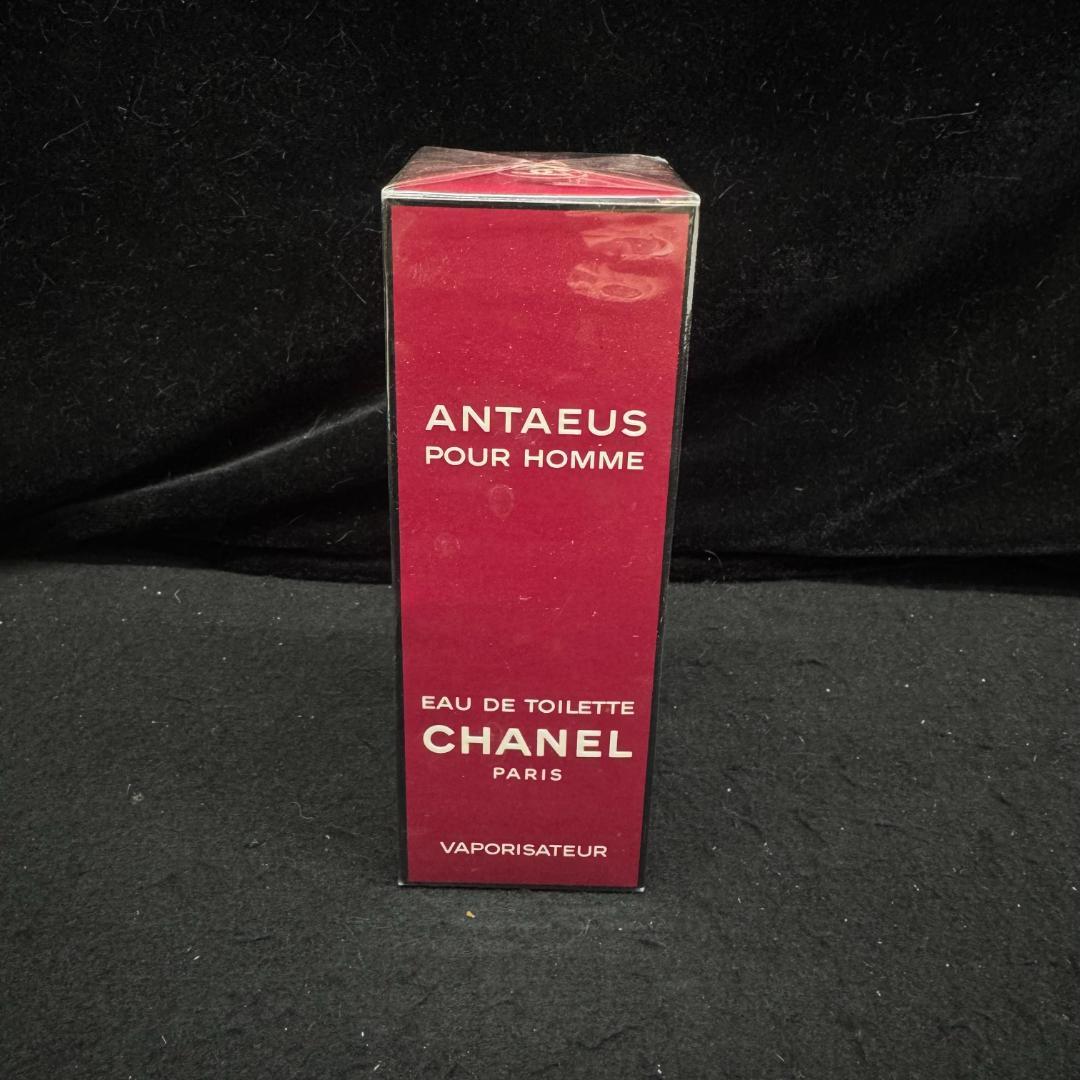 ANTAEUS
POUR HOMME
EAU DE TOILETTE
CHANEL
PARIS
VAPORISATEUR